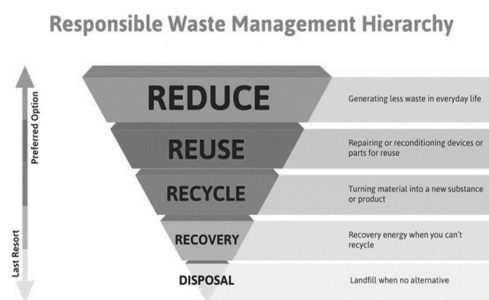 Responsible Waste Management Hierarchy
Preferred Option
Last Resort
REDUCE
Generating less waste in everyday life
REUSE
Repairing or reconditioning devices or
parts for reuse
RECYCLE
Turning material into a new substance
or product
RECOVERY
Recovery energy when you can't
recycle
DISPOSAL
Landfill when no alternative